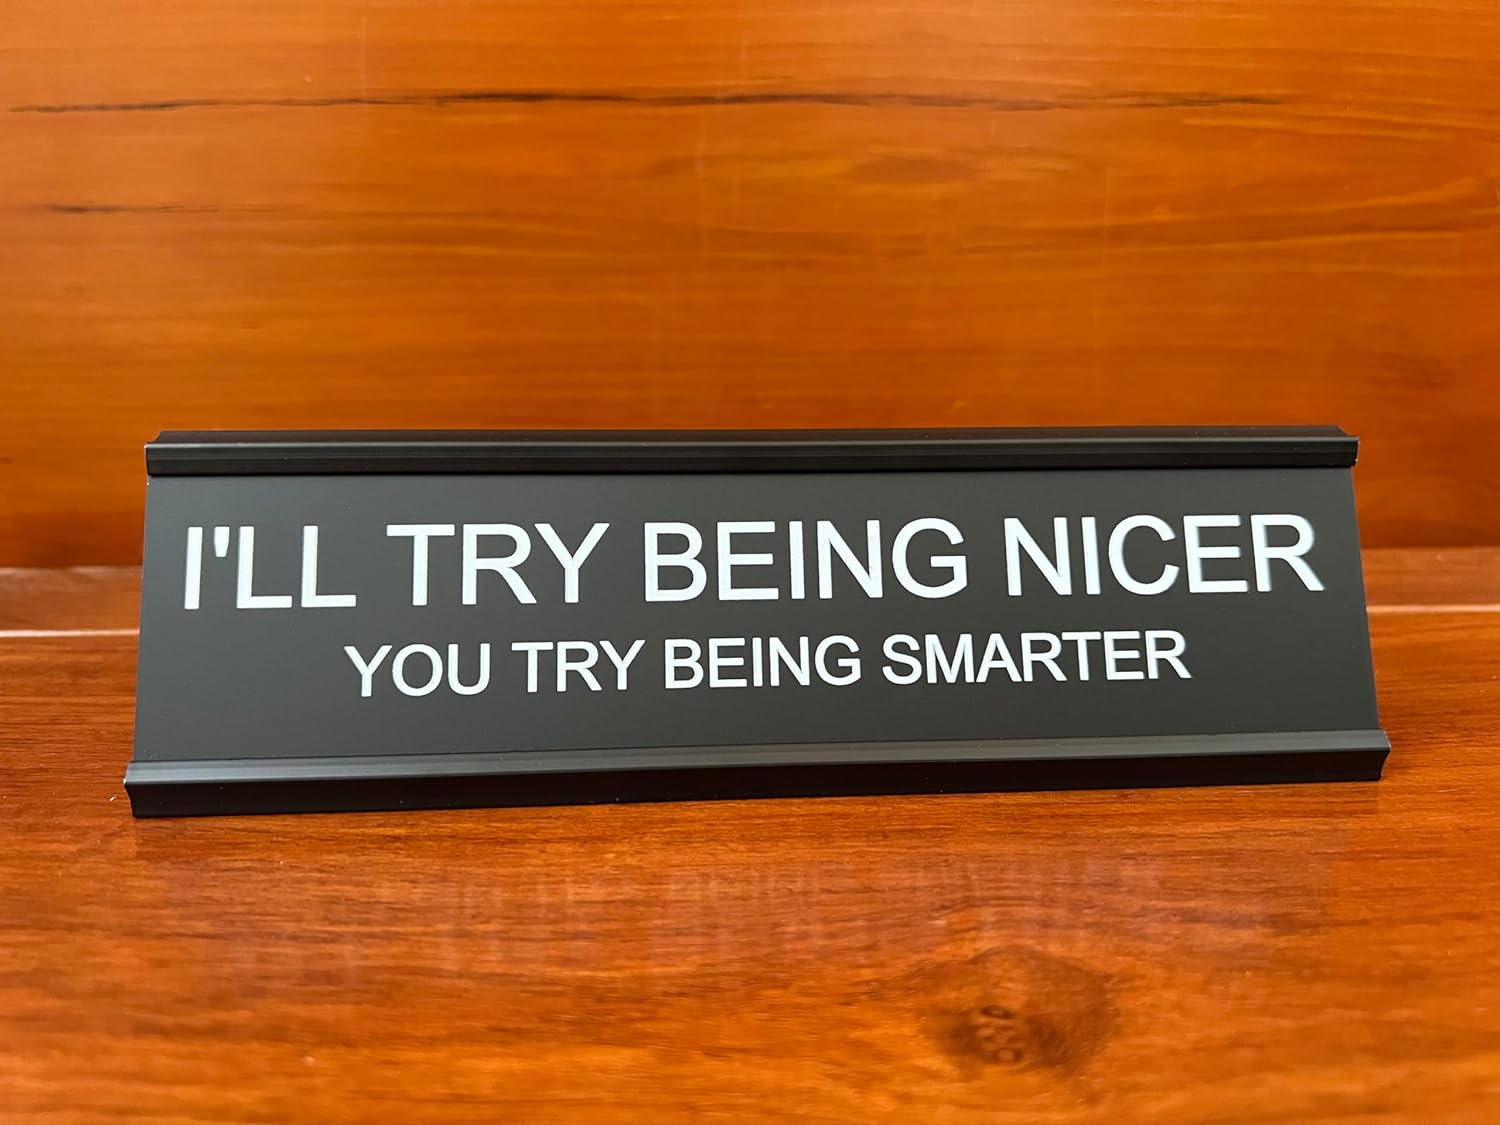 I'LL TRY BEING NICER
YOU TRY BEING SMARTER